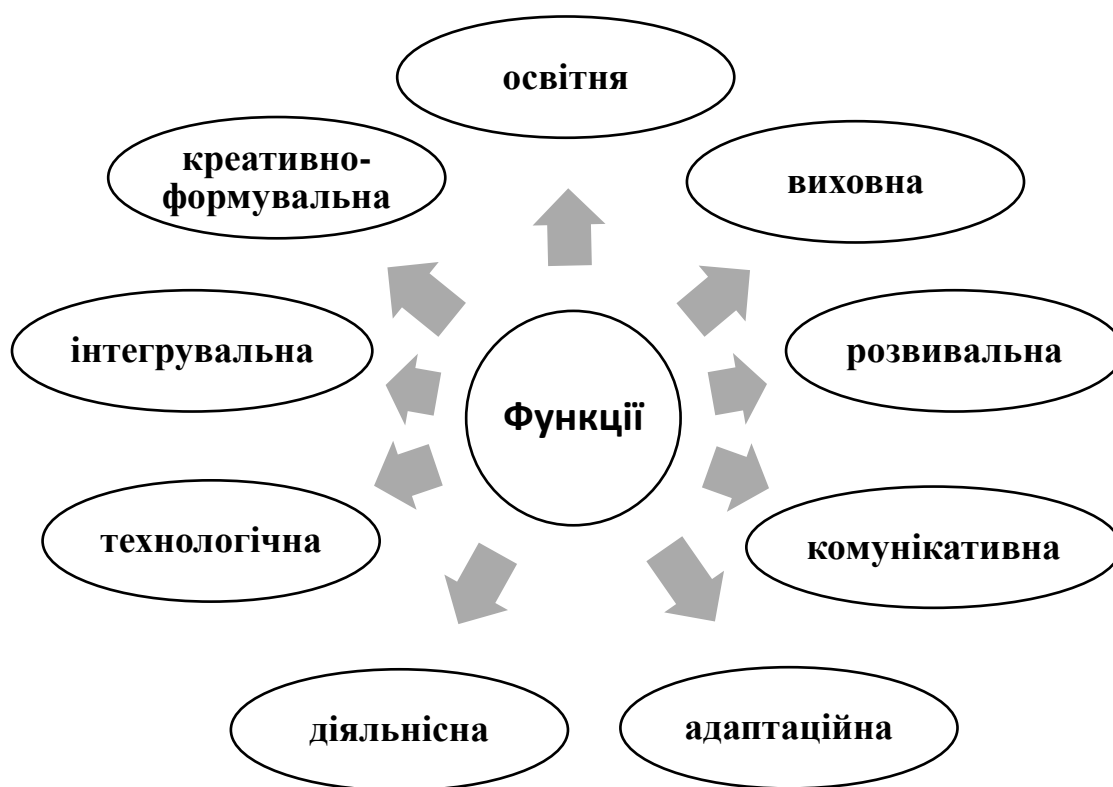 освітня
креативно-
формувальна
виховна
інтегрувальна
розвивальна
Функції
технологічна
комунікативна
діяльнісна
адаптаційна